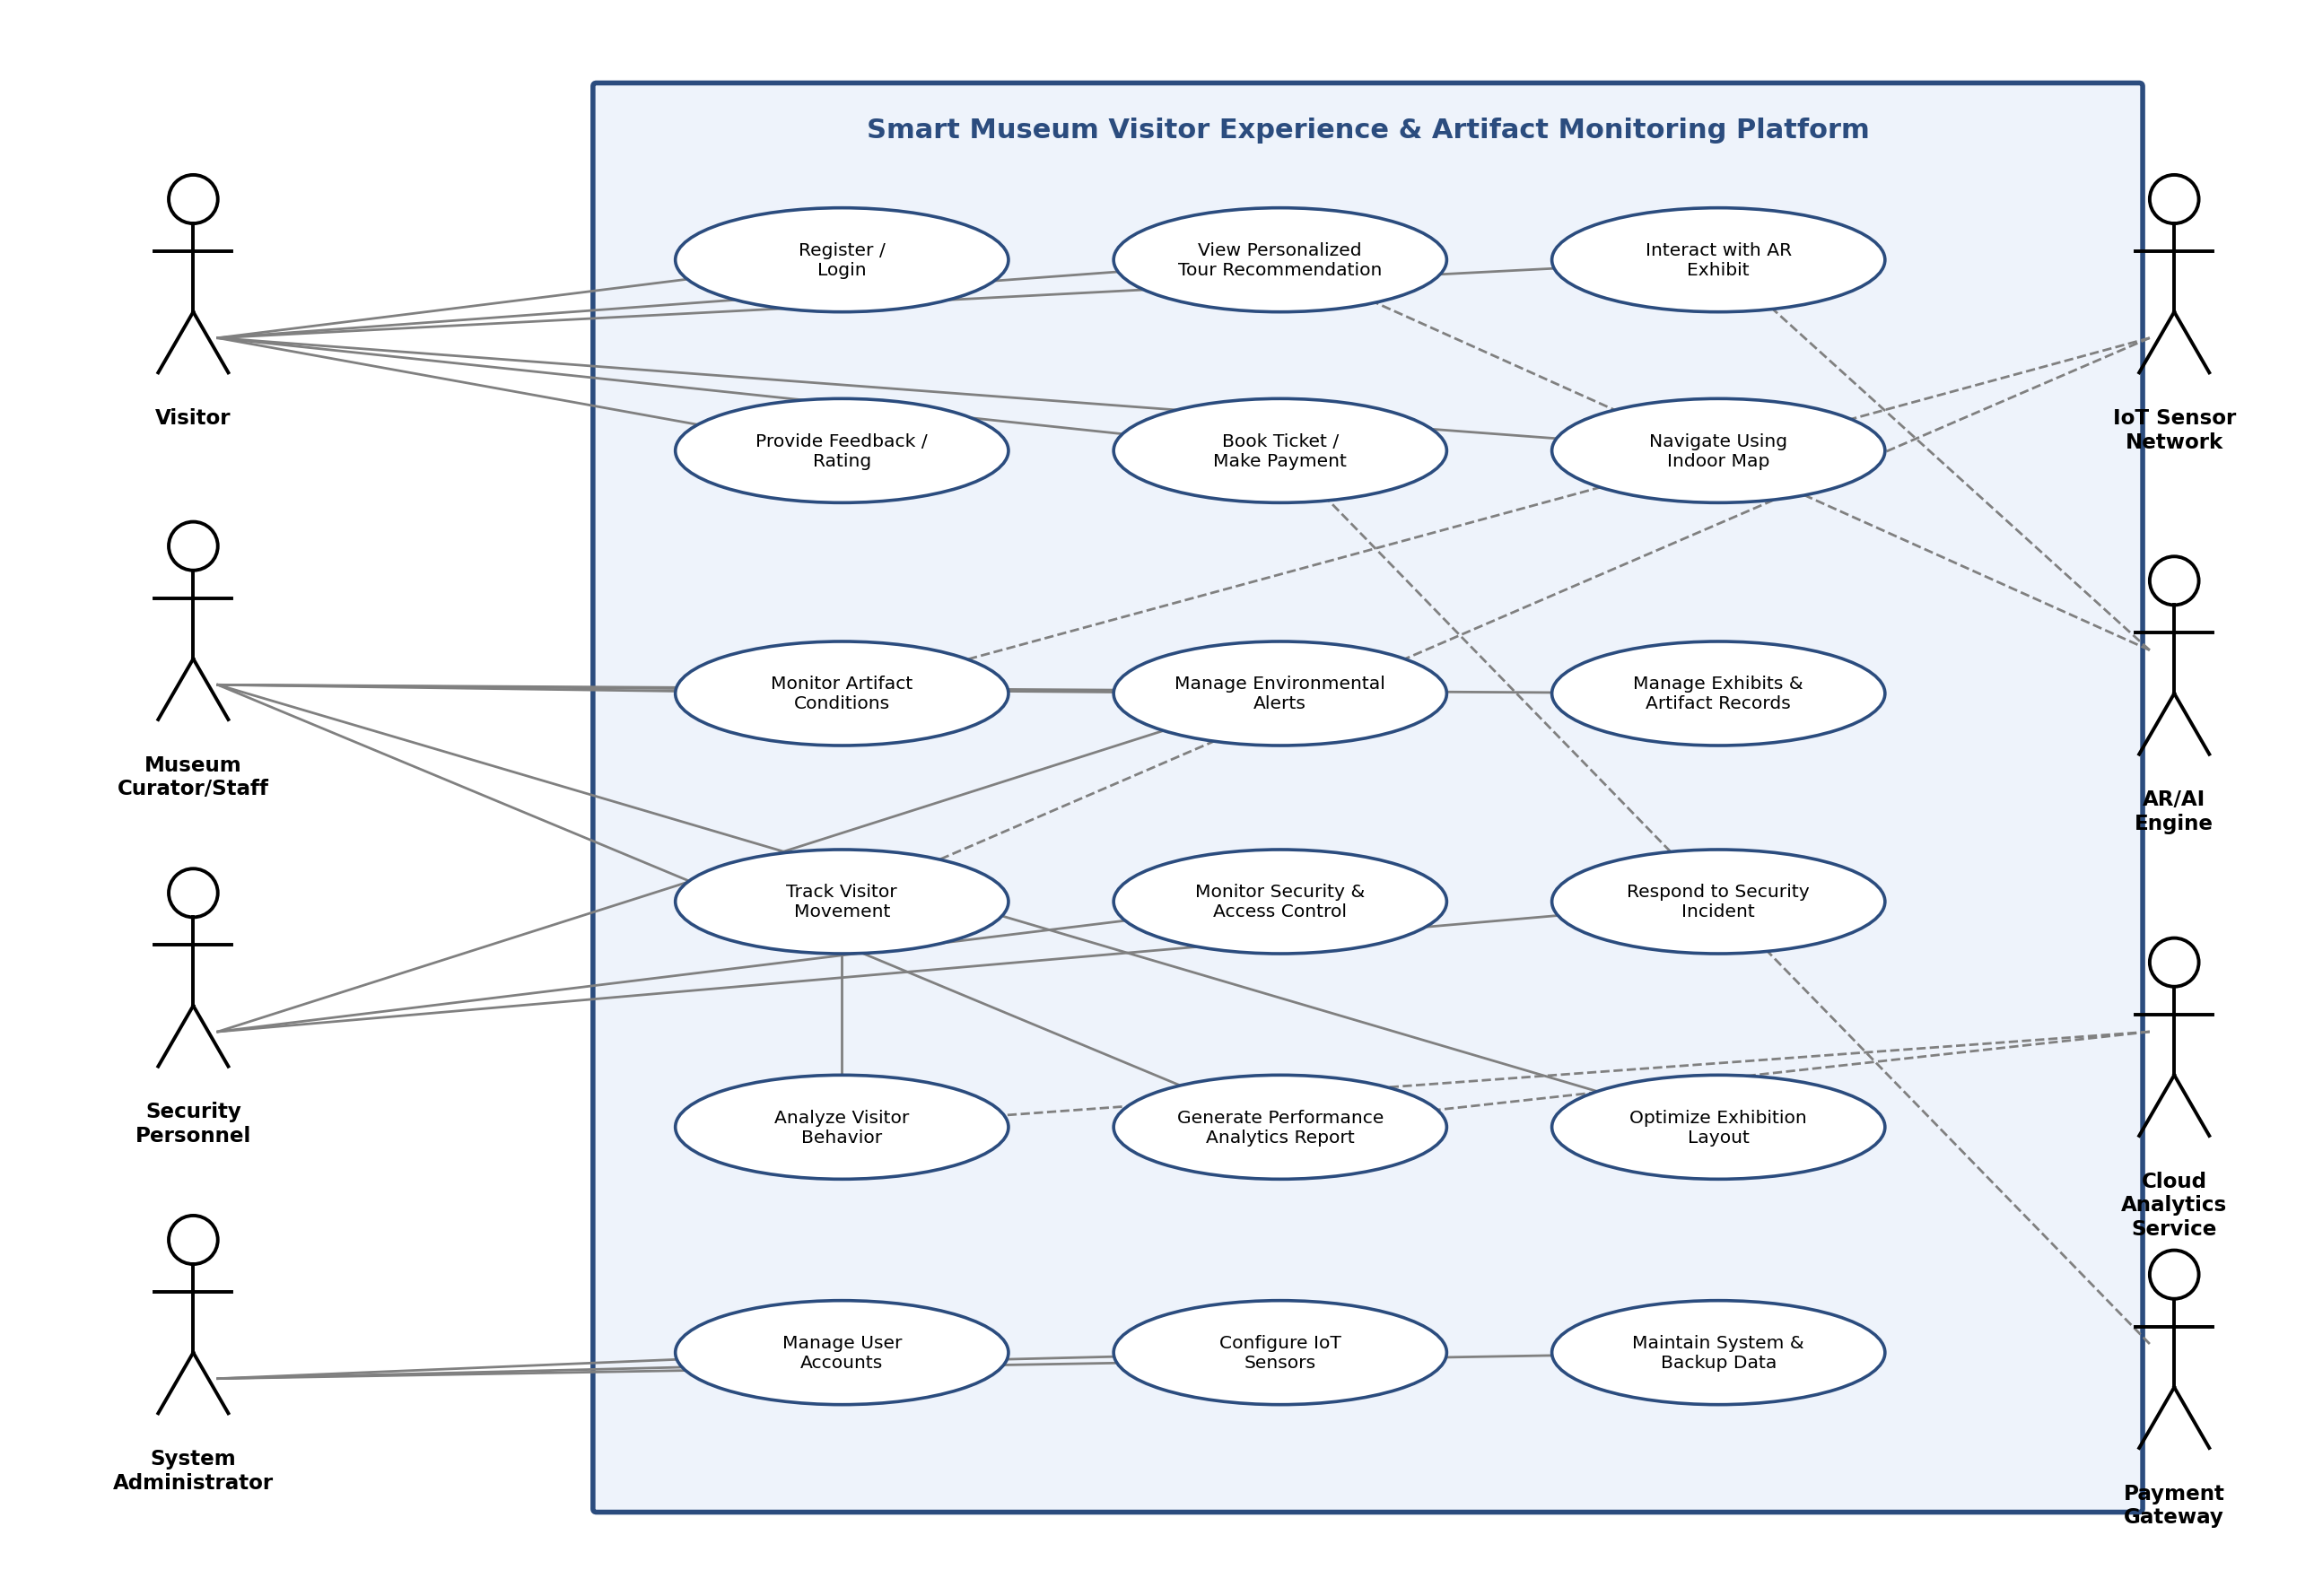 Smart Museum Visitor Experience & Artifact Monitoring Platform
Register /
Login
View Personalized
Tour Recommendation
Interact with AR
Exhibit
Visitor
IoT Sensor
Network
Provide Feedback /
Rating
Book Ticket /
Make Payment
Navigate Using
Indoor Map
Museum
Curator/Staff
Monitor Artifact
Conditions
Manage Environmental
Alerts
Manage Exhibits &
Artifact Records
AR/AI
Engine
Track Visitor
Movement
Monitor Security &
Access Control
Respond to Security
Incident
Security
Personnel
Analyze Visitor
Behavior
Generate Performance
Analytics Report
Optimize Exhibition
Layout
Cloud
Analytics
Service
Manage User
Accounts
Configure IoT
Sensors
Maintain System &
Backup Data
System
Administrator
Payment
Gateway